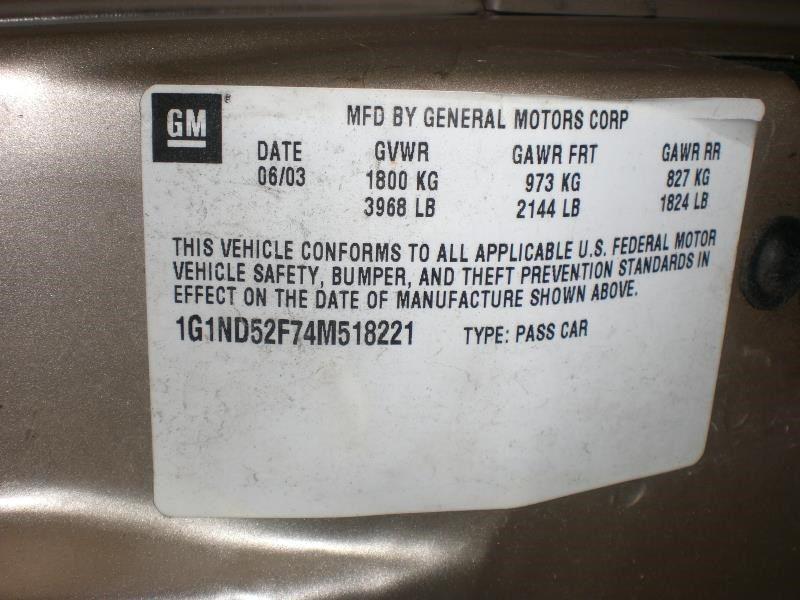 GM®
MFD BY GENERAL MOTORS CORP
DATE GVWR GAWR FRT GAWR RR
06/03 1800 KG 973 KG 827 KG
3968 LB 2144 LB 1824 LB
THIS VEHICLE CONFORMS TO ALL APPLICABLE U.S. FEDERAL MOTOR
VEHICLE SAFETY, BUMPER, AND THEFT PREVENTION STANDARDS IN
EFFECT ON THE DATE OF MANUFACTURE SHOWN ABOVE.
1G1ND52F74M518221 TYPE: PASS CAR